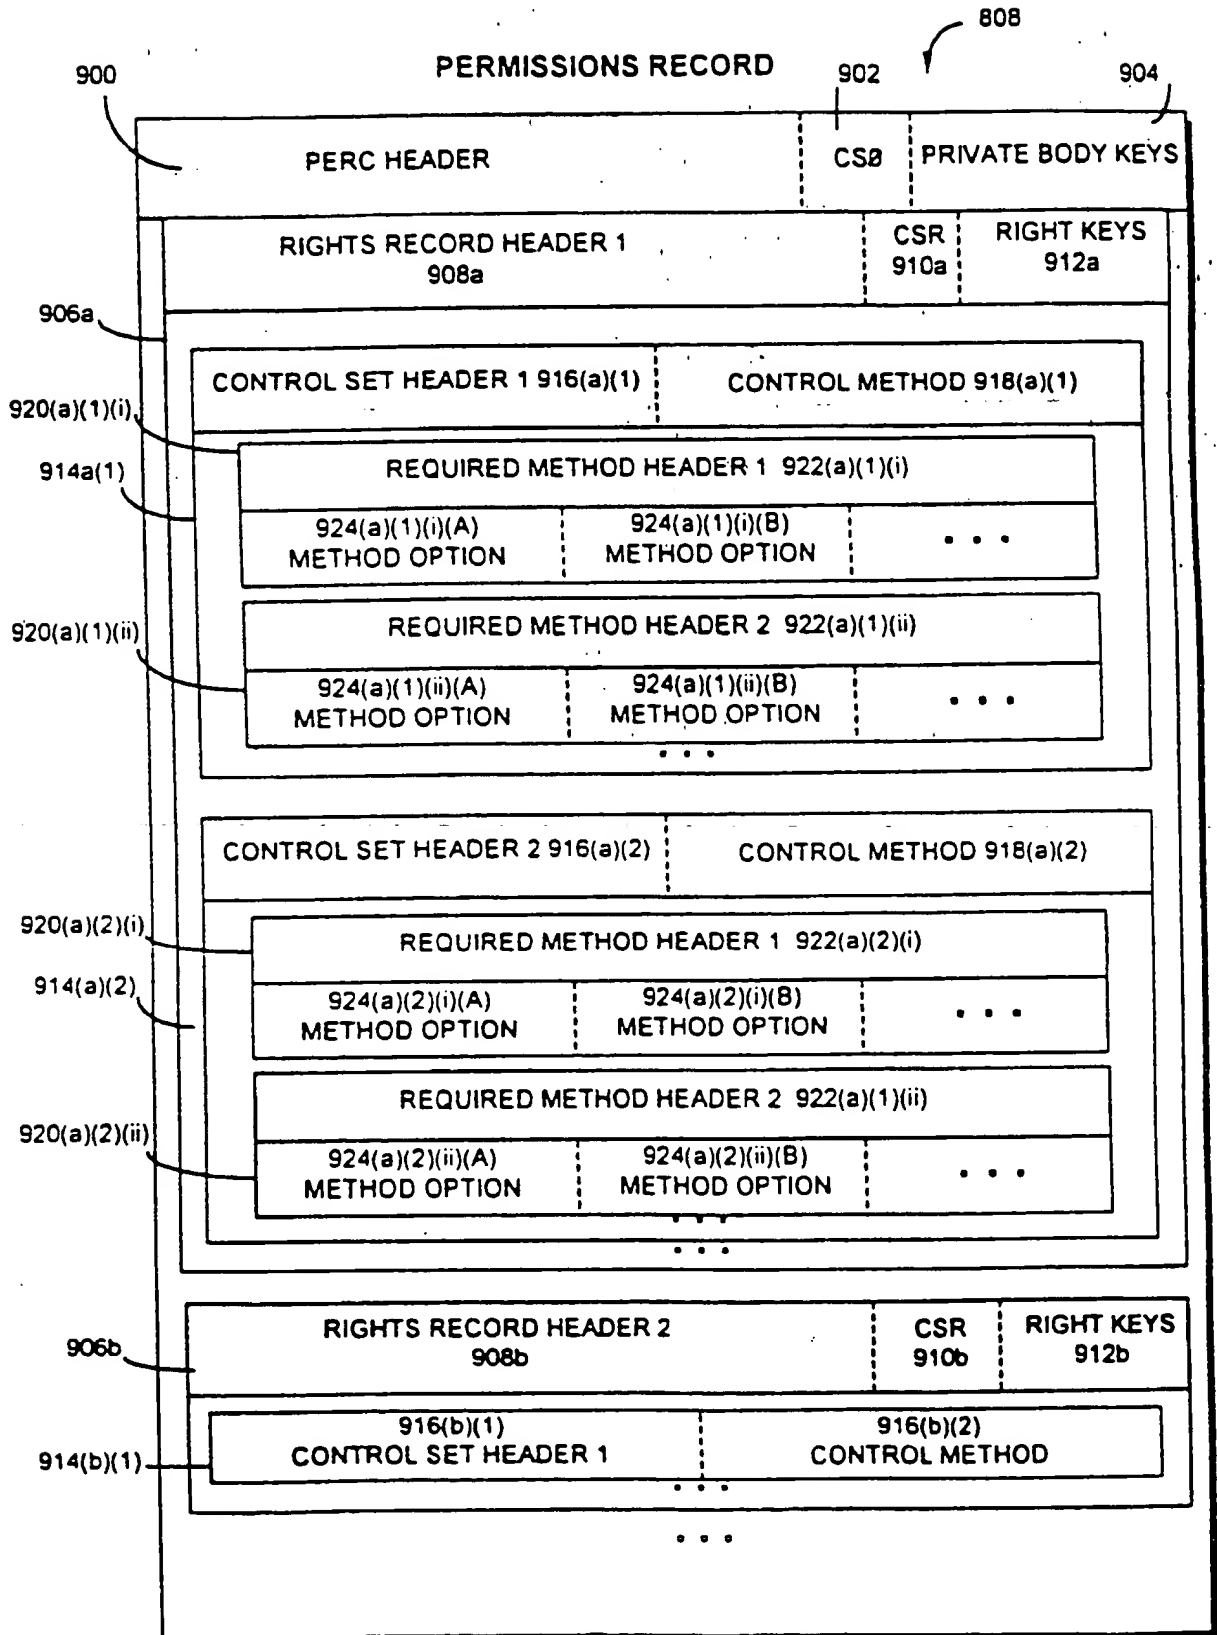 808
PERMISSIONS RECORD
900
902
904
PERC HEADER
CS0
PRIVATE BODY KEYS
RIGHTS RECORD HEADER 1
908a
CSR
910a
RIGHT KEYS
912a
906a
CONTROL SET HEADER 1 916(a)(1)
CONTROL METHOD 918(a)(1)
920(a)(1)(i)
914a(1)
REQUIRED METHOD HEADER 1 922(a)(1)(i)
924(a)(1)(i)(A)
METHOD OPTION
924(a)(1)(i)(B)
METHOD OPTION
• • •
920(a)(1)(ii)
REQUIRED METHOD HEADER 2 922(a)(1)(ii)
924(a)(1)(ii)(A)
METHOD OPTION
924(a)(1)(ii)(B)
METHOD OPTION
• • •
• • •
CONTROL SET HEADER 2 916(a)(2)
CONTROL METHOD 918(a)(2)
920(a)(2)(i)
914(a)(2)
REQUIRED METHOD HEADER 1 922(a)(2)(i)
924(a)(2)(i)(A)
METHOD OPTION
924(a)(2)(i)(B)
METHOD OPTION
• • •
920(a)(2)(ii)
REQUIRED METHOD HEADER 2 922(a)(1)(ii)
924(a)(2)(ii)(A)
METHOD OPTION
924(a)(2)(ii)(B)
METHOD OPTION
• • •
• • •
• • •
906b
RIGHTS RECORD HEADER 2
908b
CSR
910b
RIGHT KEYS
912b
914(b)(1)
916(b)(1)
CONTROL SET HEADER 1
916(b)(2)
CONTROL METHOD
• • •
• • •